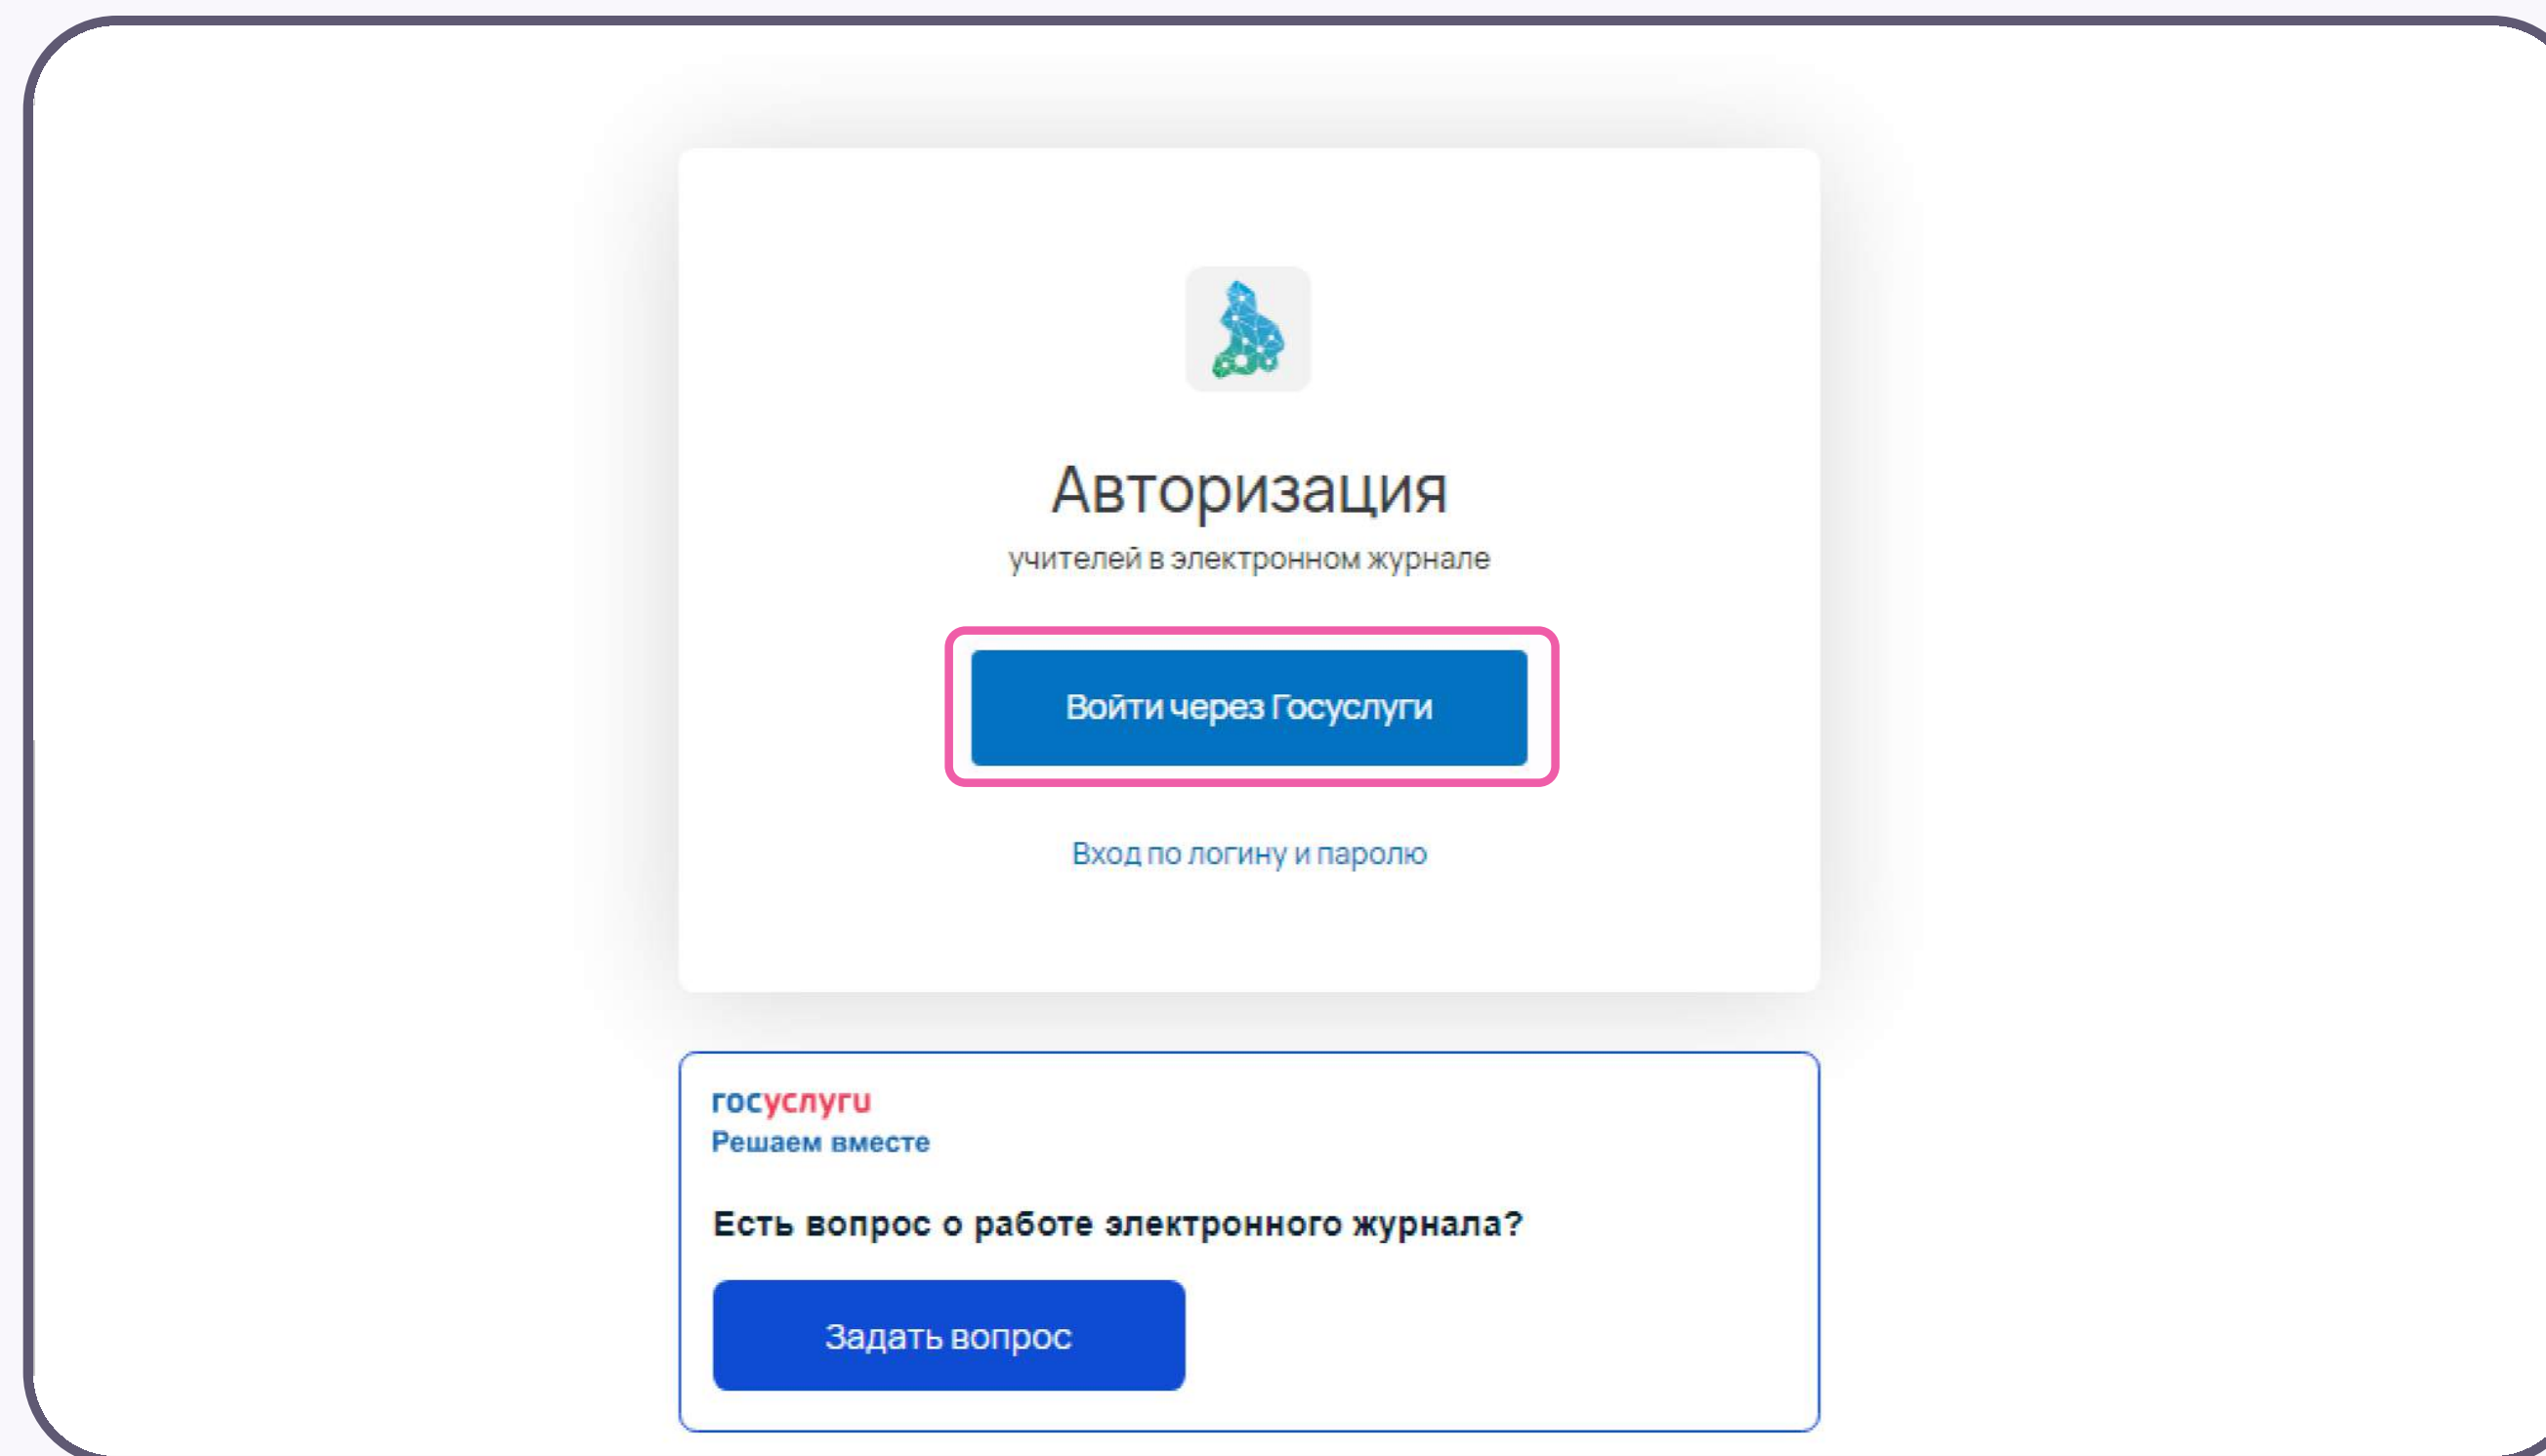 Авторизация
учителей в электронном журнале
Войти через Госуслуги
Вход по логину и паролю
госуслуги
Решаем вместе
Есть вопрос о работе электронного журнала?
Задать вопрос